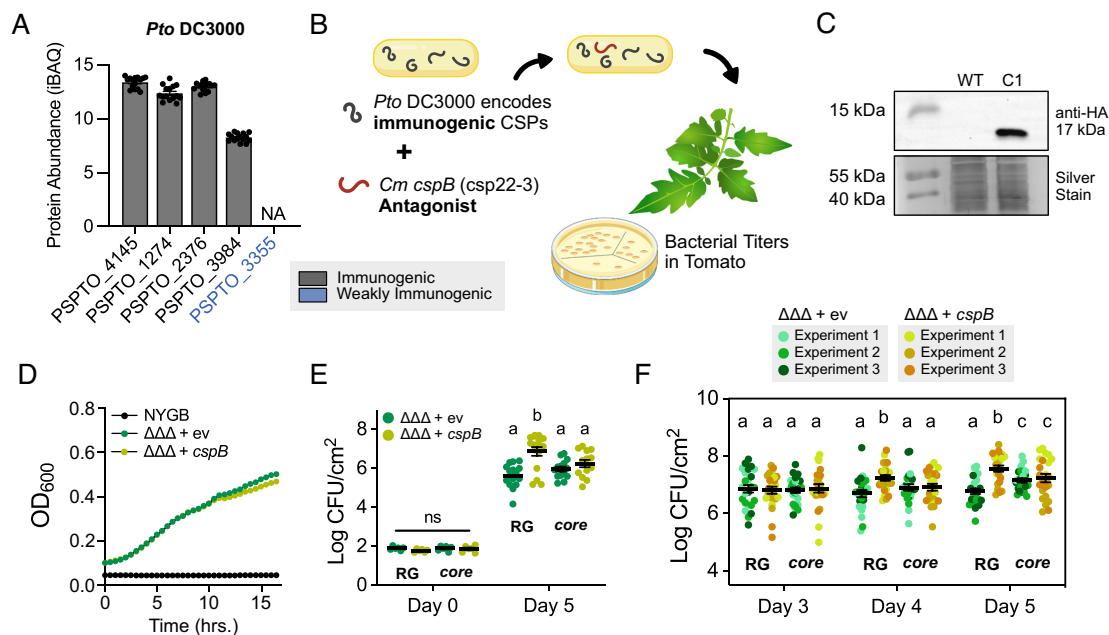 A
Pto DC3000
Protein Abundance (iBAQ)
15
10
5
0
NA
PSPTO_4145
PSPTO_1274
PSPTO_2376
PSPTO_3984
PSPTO_3355
Immunogenic
Weakly Immunogenic
B
Pto DC3000 encodes
immunogenic CSPs
+
Cm cspB (csp22-3)
Antagonist
Bacterial Titers
in Tomato
C
WT C1
15 kDa
anti-HA
17 kDa
55 kDa
40 kDa
Silver
Stain
D
NYGB
ΔΔΔ + ev
ΔΔΔ + cspB
OD600
0.8
0.6
0.4
0.2
0.0
0 5 10 15
Time (hrs.)
E
ΔΔΔ + ev
ΔΔΔ + cspB
Log CFU/cm2
8
6
4
2
0
ns
a b a a
RG core
RG core
Day 0 Day 5
ΔΔΔ + ev
Experiment 1
Experiment 2
Experiment 3
ΔΔΔ + cspB
Experiment 1
Experiment 2
Experiment 3
F
Log CFU/cm2
10
8
6
4
a a a a a b a a a b c c
RG core RG core RG core
Day 3 Day 4 Day 5